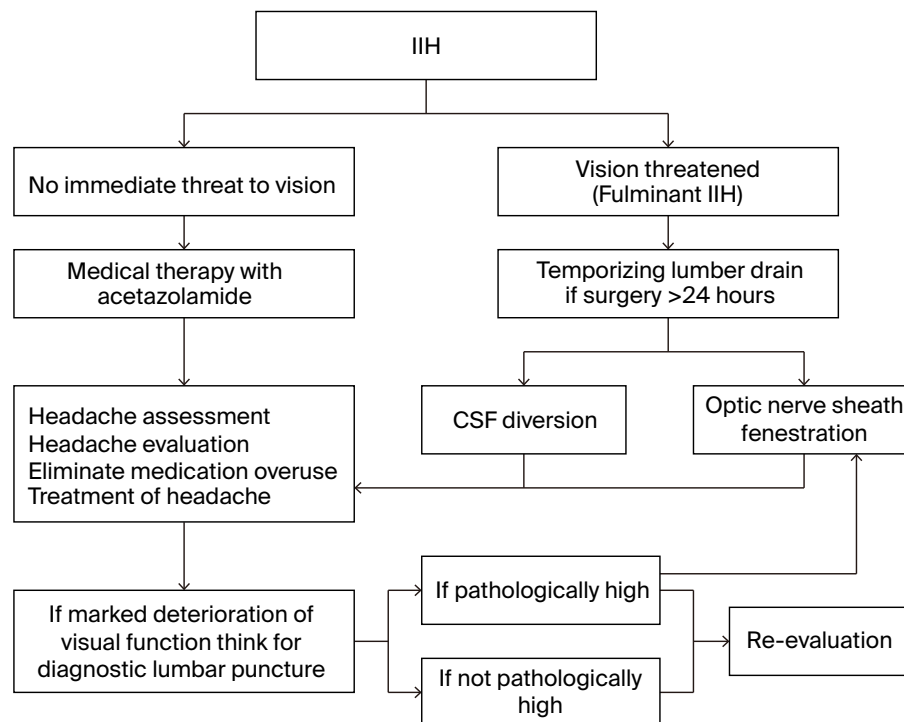 IIH
No immediate threat to vision
Vision threatened
(Fulminant IIH)
Medical therapy with
acetazolamide
Temporizing lumber drain
if surgery >24 hours
Headache assessment
Headache evaluation
Eliminate medication overuse
Treatment of headache
CSF diversion
Optic nerve sheath
fenestration
If marked deterioration of
visual function think for
diagnostic lumbar puncture
If pathologically high
If not pathologically
high
Re-evaluation